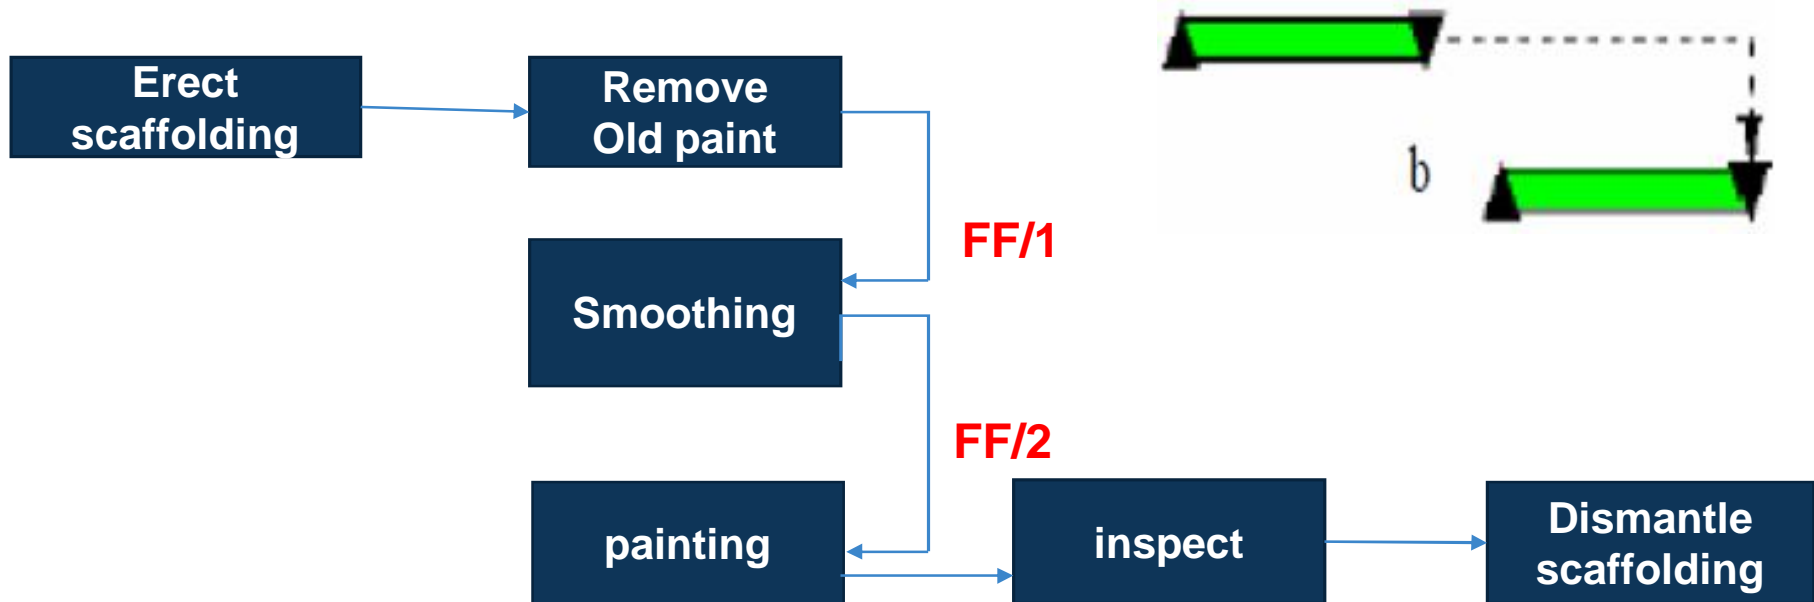 Erect
scaffolding
Remove
Old paint
FF/1
b
Smoothing
FF/2
painting
inspect
Dismantle
scaffolding